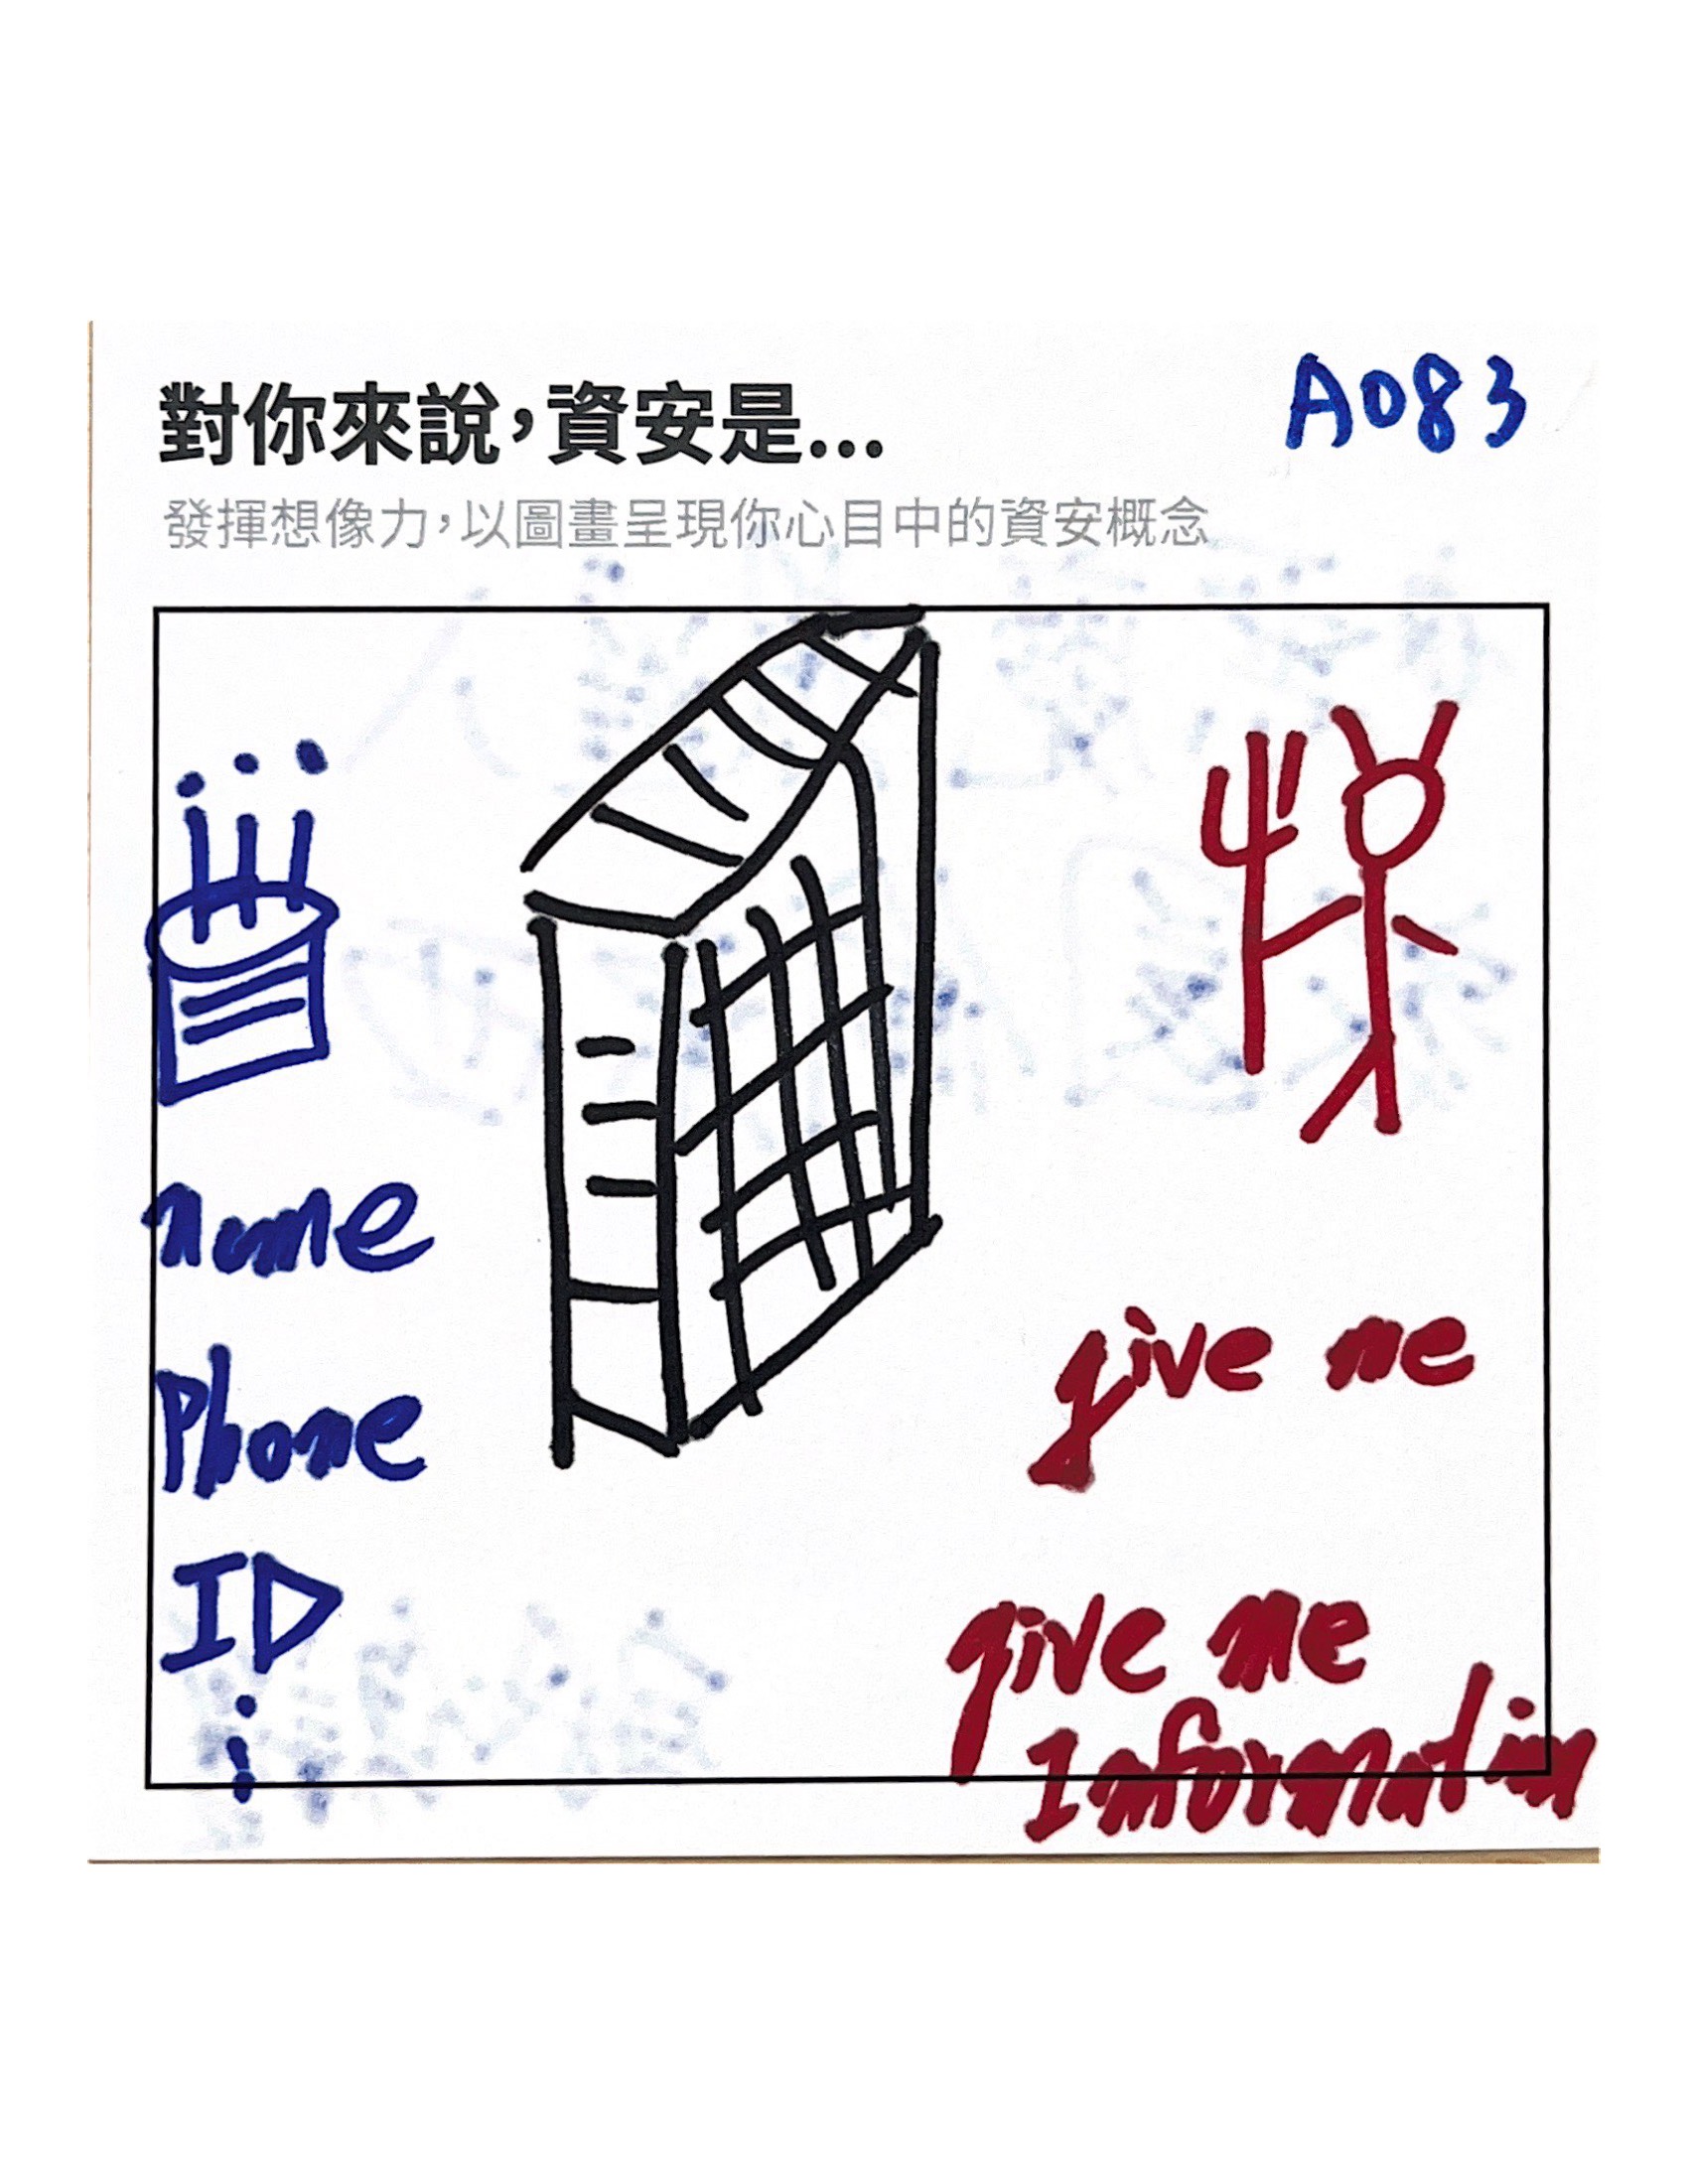 對你來說，資安是...
A083
發揮想像力，以圖畫呈現你心目中的資安概念
name
Phone
ID
give me
give me
Information